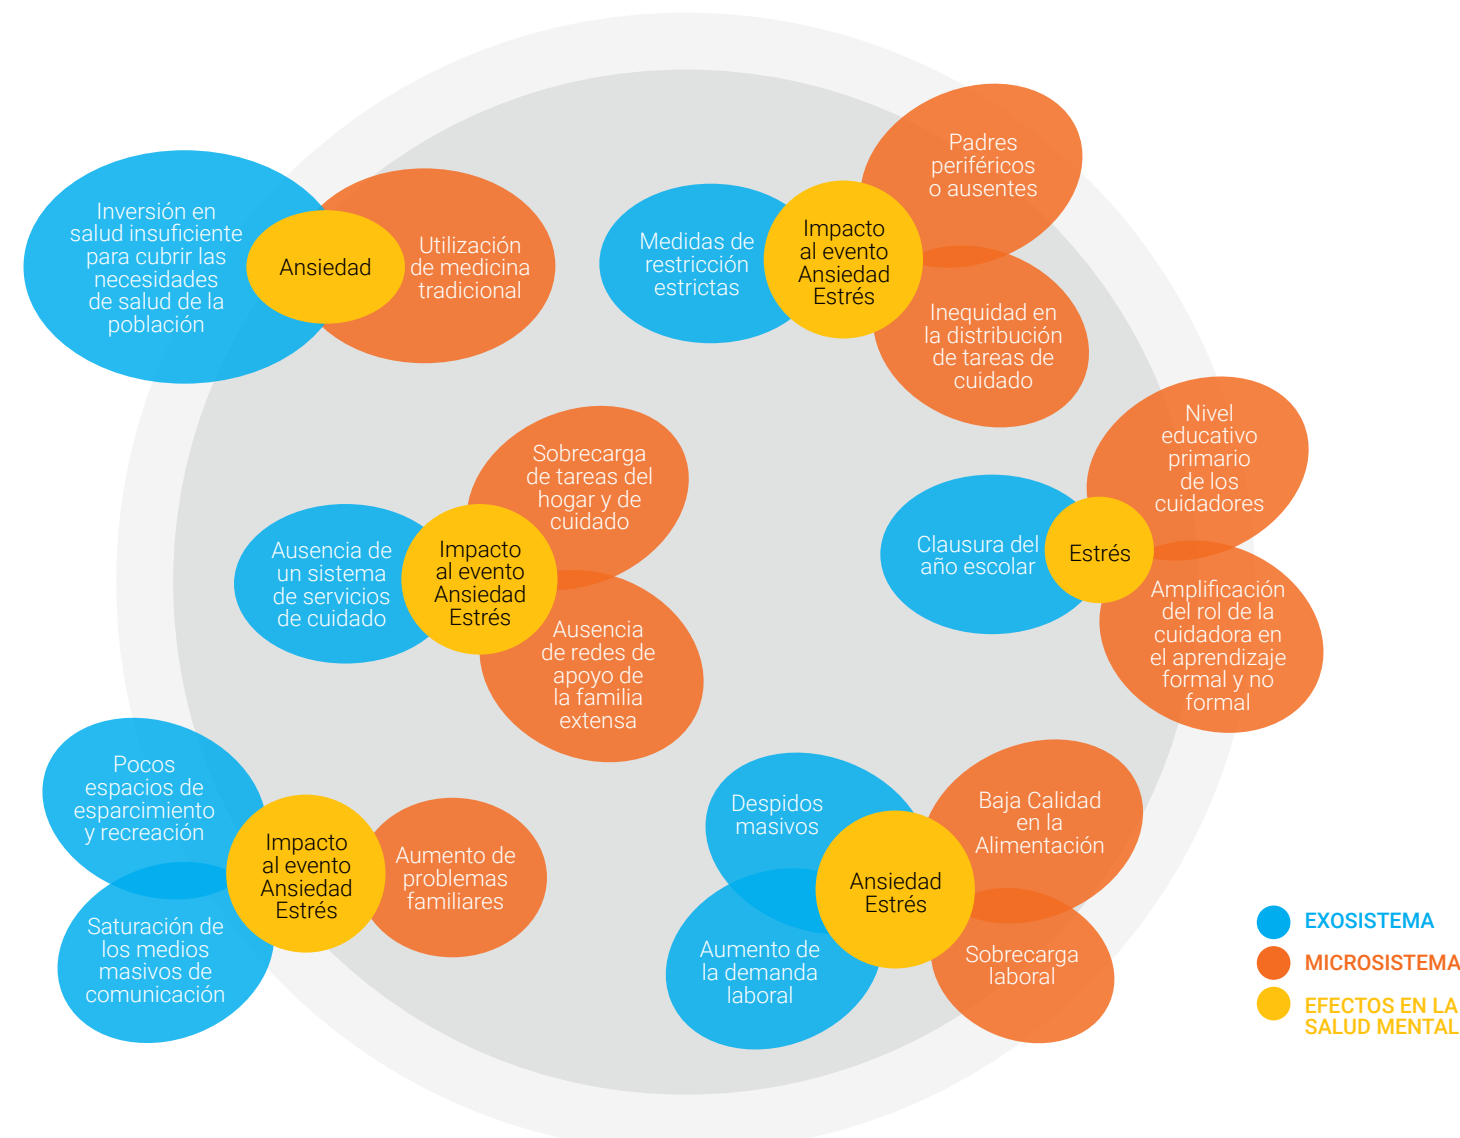 Inversión en
salud insuficiente
para cubrir las
necesidades
de salud de la
población
Ansiedad
Utilización
de medicina
tradicional
Medidas de
restricción
estrictas
Impacto
al evento
Ansiedad
Estrés
Padres
periféricos
o ausentes
Inequidad en
la distribución
de tareas de
cuidado
Ausencia de
un sistema
de servicios
de cuidado
Impacto
al evento
Ansiedad
Estrés
Sobrecarga
de tareas del
hogar y de
cuidado
Ausencia
de redes de
apoyo de
la familia
extensa
Clausura del
año escolar
Estrés
Nivel
educativo
primario
de los
cuidadores
Amplificación
del rol de la
cuidadora en
el aprendizaje
formal y no
formal
Pocos
espacios de
esparcimiento
y recreación
Saturación de
los medios
masivos de
comunicación
Impacto
al evento
Ansiedad
Estrés
Aumento de
problemas
familiares
Despidos
masivos
Aumento de
la demanda
laboral
Ansiedad
Estrés
Baja Calidad
en la
Alimentación
Sobrecarga
laboral
EXOSISTEMA
MICROSISTEMA
EFECTOS EN LA
SALUD MENTAL